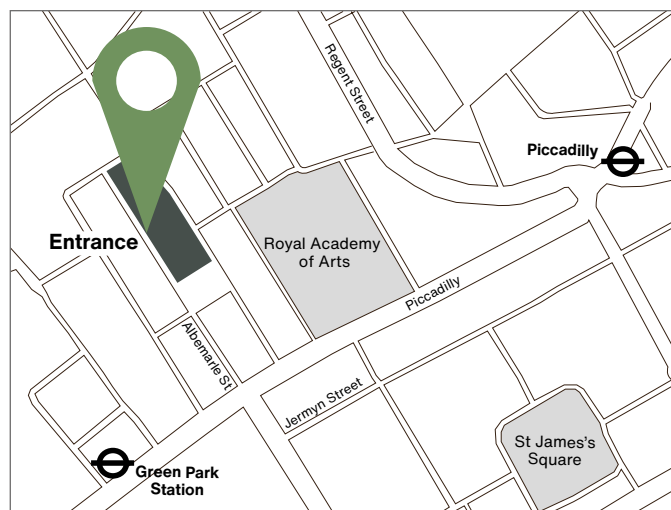 Regent Street
Piccadilly
Entrance
Royal Academy
of Arts
Piccadilly
Albemarle St
Jermyn Street
St James's
Square
Green Park
Station